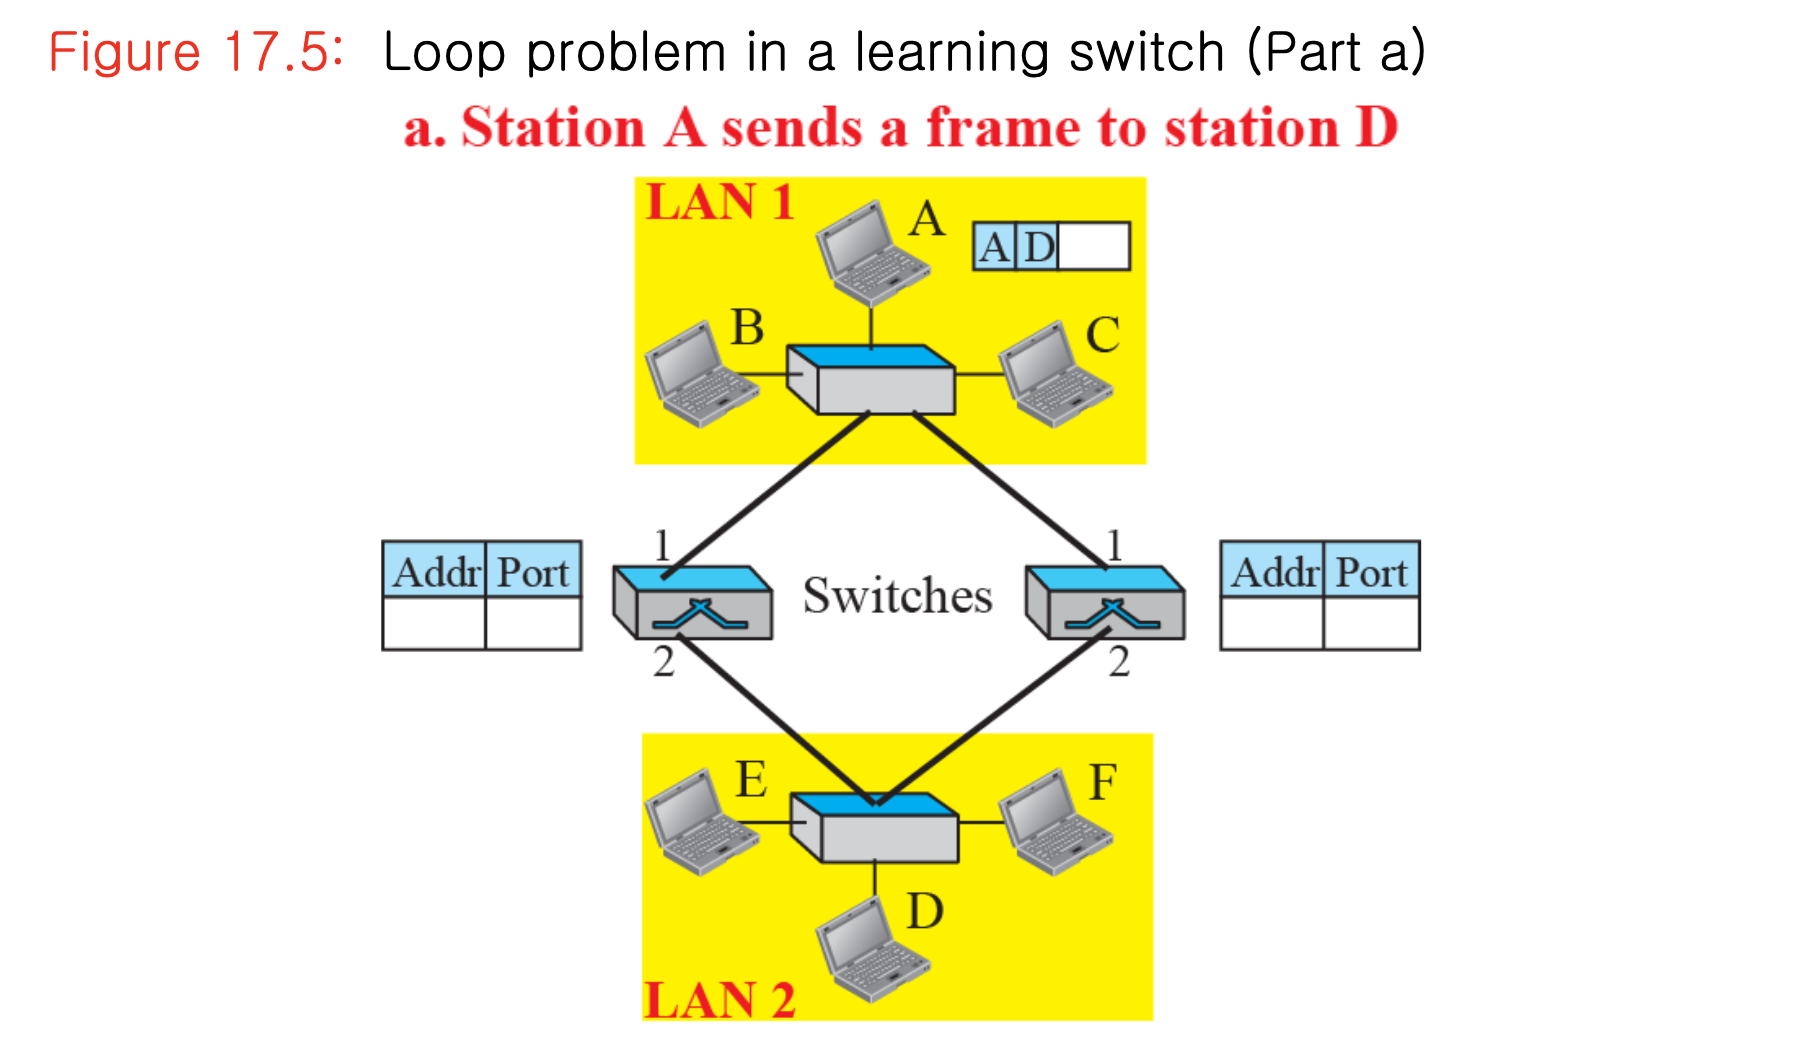 Figure 17.5: Loop problem in a learning switch (Part a)
a. Station A sends a frame to station D
LAN 1
A
A D
B
C
1
1
Addr Port
Switches
Addr Port
2
2
E
F
D
LAN 2